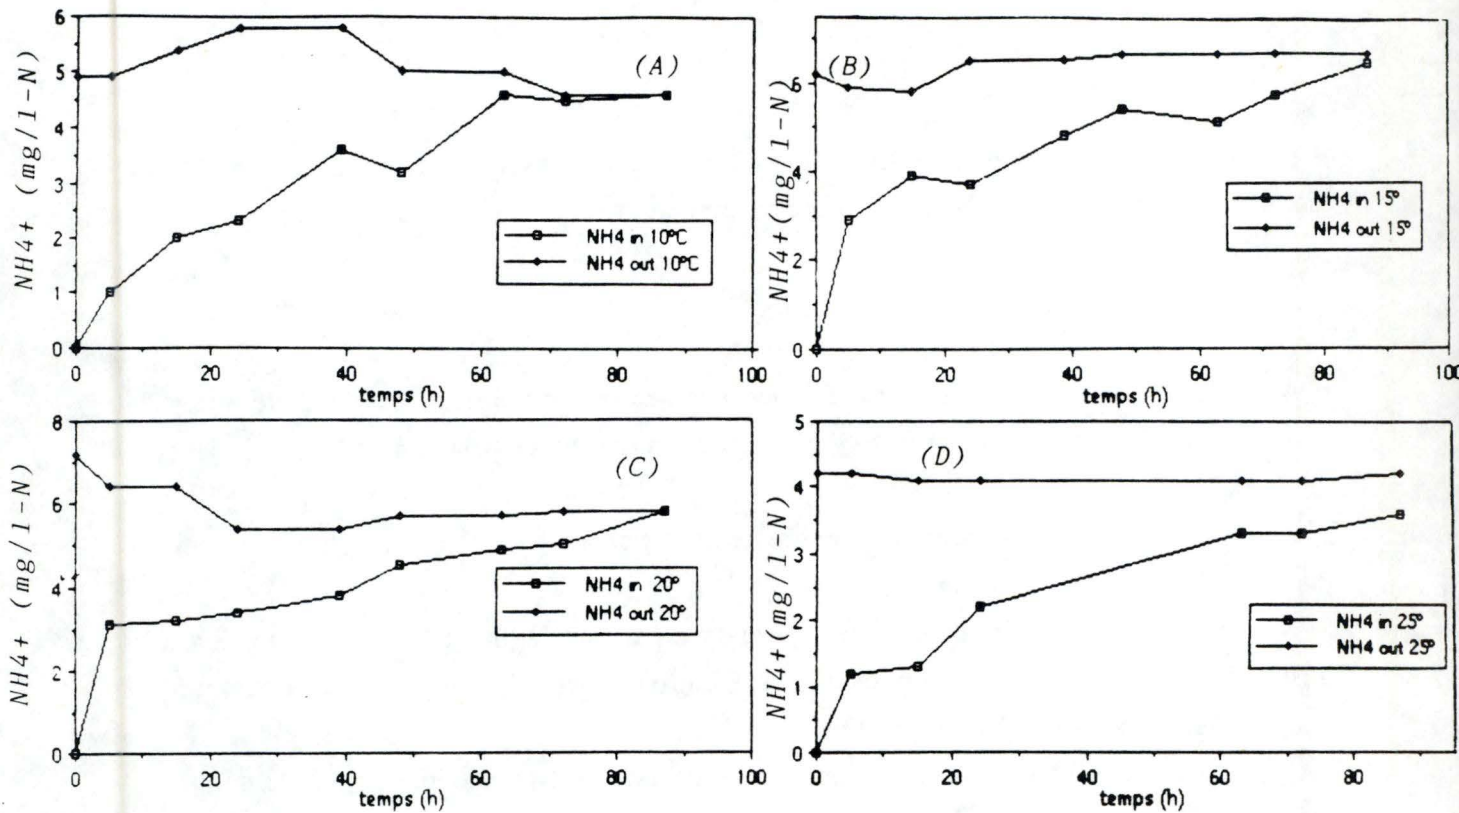 (A)
NH4+ (mg/l-N)
6
5
4
3
2
1
0
0 20 40 60 80 100
temps (h)
NH4 in 10°C
NH4 out 10°C
(B)
NH4+(mg/l-N)
6
4
2
0
0 20 40 60 80 100
temps (h)
NH4 in 15°
NH4 out 15°
(C)
NH4+ (mg/l-N)
8
6
4
2
0
0 20 40 60 80 100
temps (h)
NH4 in 20°
NH4 out 20°
(D)
NH4+(mg/l-N)
5
4
3
2
1
0
0 20 40 60 80
temps (h)
NH4 in 25°
NH4 out 25°